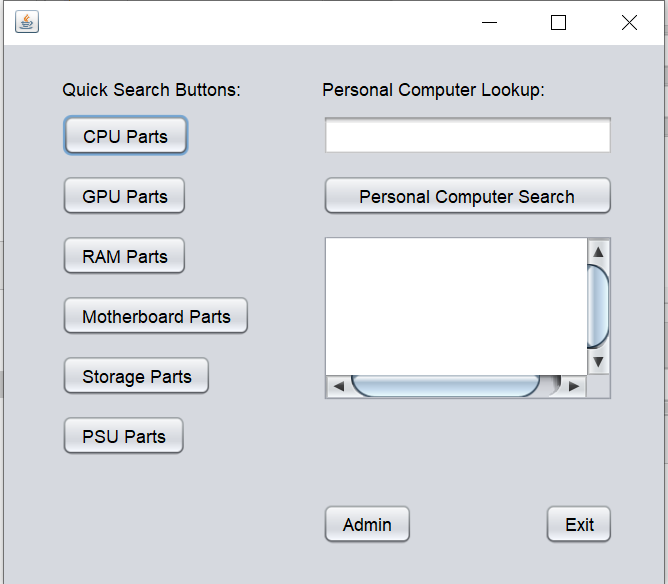 Quick Search Buttons:
CPU Parts
GPU Parts
RAM Parts
Motherboard Parts
Storage Parts
PSU Parts
Personal Computer Lookup:
Personal Computer Search
Admin
Exit